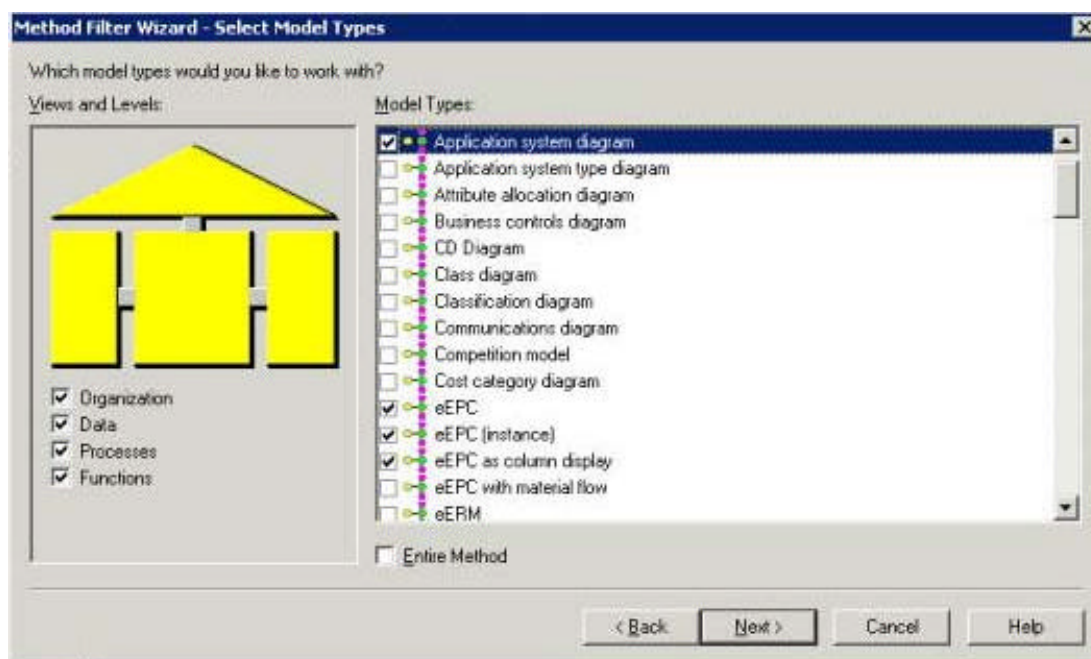 Method Filter Wizard - Select Model Types
Which model types would you like to work with?
Views and Levels:
Model Types:
Organization
Data
Processes
Functions
Application system diagram
Application system type diagram
Attribute allocation diagram
Business controls diagram
CD Diagram
Class diagram
Classification diagram
Communications diagram
Competition model
Cost category diagram
eEPC
eEPC (instance)
eEPC as column display
eEPC with material flow
eERM
Entire Method
< Back
Next >
Cancel
Help